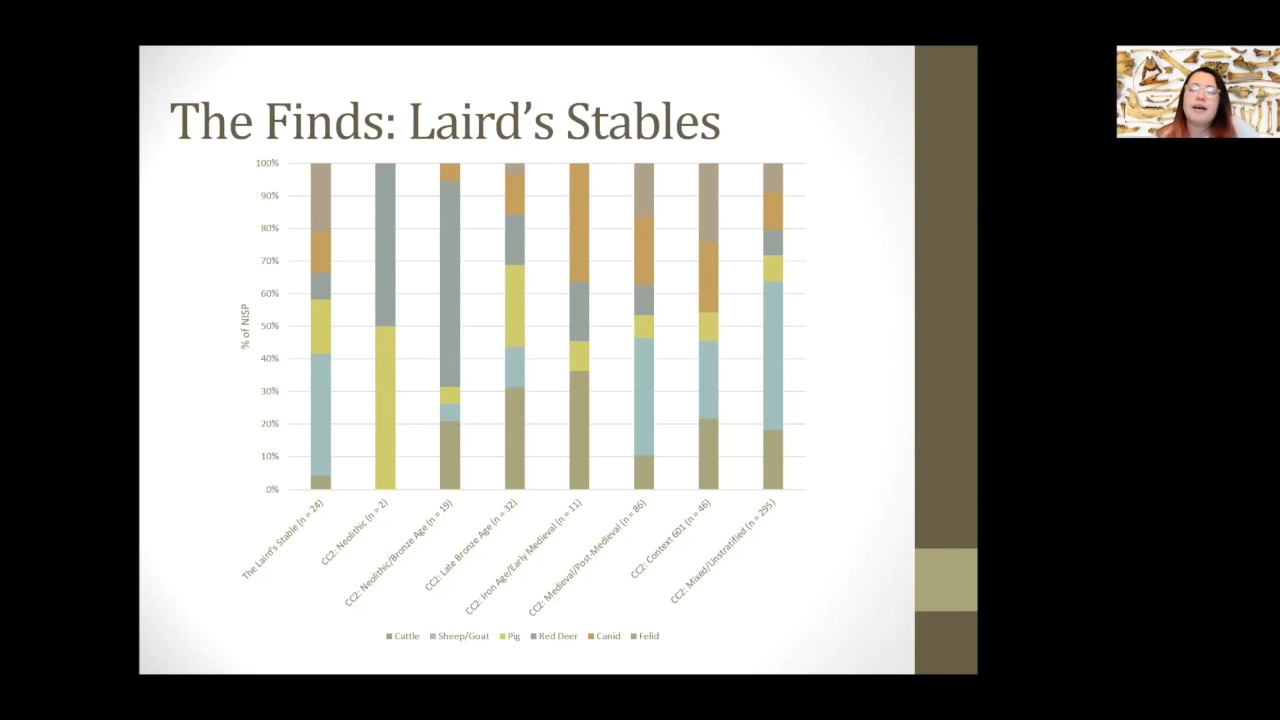 The Finds: Laird's Stables
100%
90%
80%
70%
60%
50%
40%
30%
20%
10%
0%
% of NISP
The Laird's Stable (n = 24)
CC2: Neolithic (n = 2)
CC2: Neolithic/Bronze Age (n = 19)
CC2: Late Bronze Age (n = 32)
CC2: Iron Age/Early Medieval (n = 11)
CC2: Medieval/Post-Medieval (n = 86)
CC2: Context 601 (n = 46)
CC2: Mixed/Unstratified (n = 295)
Cattle Sheep/Goat Pig Red Deer Canid Felid